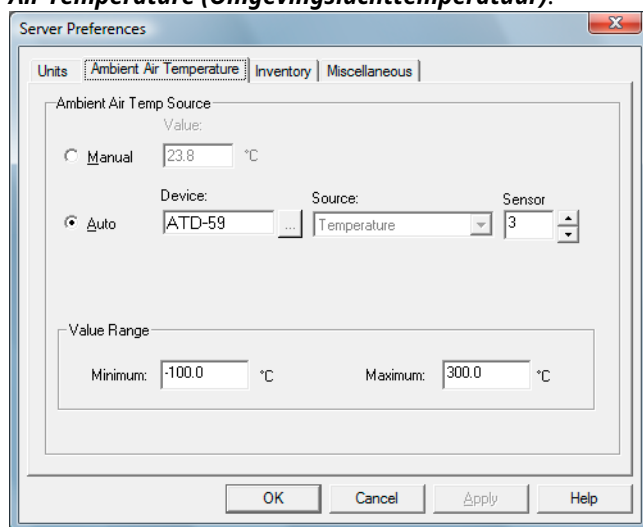 Air Temperature (Omgevingsluchttemperatuur).
Server Preferences
Units Ambient Air Temperature Inventory Miscellaneous
Ambient Air Temp Source
Value:
Manual 23.8 °C
Device: Source: Sensor
Auto ATD-59 ... Temperature 3
Value Range
Minimum: -100.0 °C Maximum: 300.0 °C
OK Cancel Apply Help